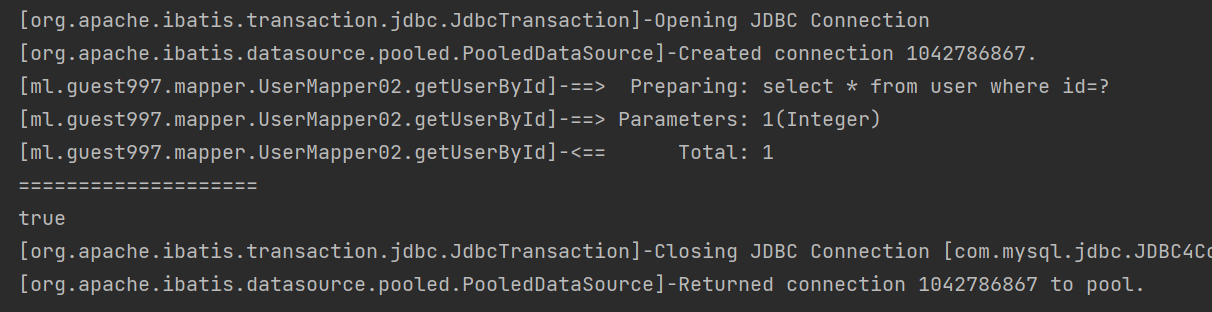 [org.apache.ibatis.transaction.jdbc.JdbcTransaction]-Opening JDBC Connection
[org.apache.ibatis.datasource.pooled.PooledDataSource]-Created connection 1042786867.
[ml.guest997.mapper.UserMapper02.getUserById]-==>  Preparing: select * from user where id=?
[ml.guest997.mapper.UserMapper02.getUserById]-==> Parameters: 1(Integer)
[ml.guest997.mapper.UserMapper02.getUserById]-<==      Total: 1
====================
true
[org.apache.ibatis.transaction.jdbc.JdbcTransaction]-Closing JDBC Connection [com.mysql.jdbc.JDBC4Co
[org.apache.ibatis.datasource.pooled.PooledDataSource]-Returned connection 1042786867 to pool.